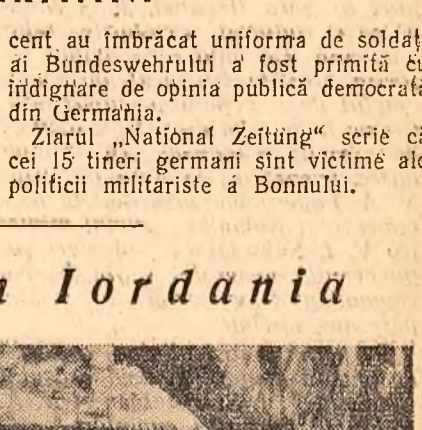 cent au îmbrăcat uniforma de soldaț
ai Bundeswehrului a fost primită cu
indignare de opinia publică democrată
din Germania.
Ziarul „National Zeitung“ scrie că
cei 15 tineri germani sînt victime ale
politicii militariste a Bonnului.
n Iordania